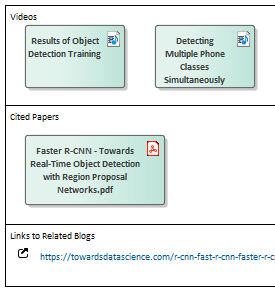 Videos
Results of Object
Detection Training
Detecting
Multiple Phone
Classes
Simultaneously
Cited Papers
Faster R-CNN - Towards
Real-Time Object Detection
with Region Proposal
Networks.pdf
Links to Related Blogs
https://towardsdatascience.com/r-cnn-fast-r-cnn-faster-r-c